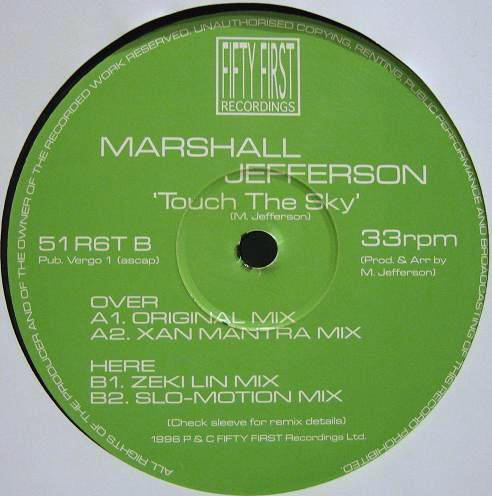 FIFTY FIRST
RECORDINGS
MARSHALL
JEFFERSON
'Touch The Sky'
(M. Jefferson)
51R6T B
Pub. Vergo 1 (ascap)
33rpm
(Prod. & Arr by
M. Jefferson)
OVER
A1. ORIGINAL MIX
A2. XAN MANTRA MIX
HERE
B1. ZEKI LIN MIX
B2. SLO-MOTION MIX
(Check sleeve for remix details)
1996 P & C FIFTY FIRST Recordings Ltd.
ALL RIGHTS OF THE PRODUCER AND OF THE OWNER OF THE RECORDED WORK RESERVED. UNAUTHORISED COPYING, RENTING, PUBLIC PERFORMANCE AND BROADCASTING OF THIS RECORD PROHIBITED.